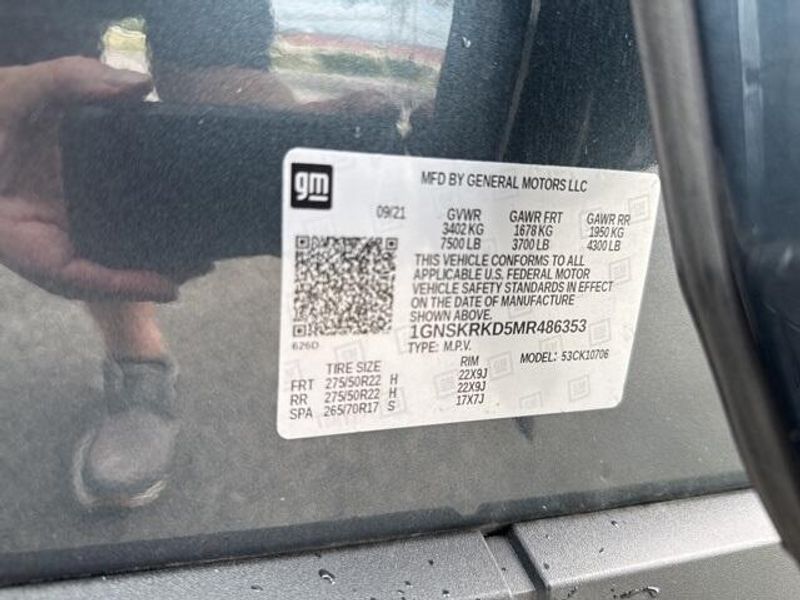 gm
MFD BY GENERAL MOTORS LLC
09/21 GVWR GAWR FRT GAWR RR
3402 KG 1678 KG 1950 KG
7500 LB 3700 LB 4300 LB
THIS VEHICLE CONFORMS TO ALL
APPLICABLE U.S. FEDERAL MOTOR
VEHICLE SAFETY STANDARDS IN EFFECT
ON THE DATE OF MANUFACTURE
SHOWN ABOVE.
1GNSKRKD5MR486353
626D
TYPE: M.P.V. MODEL: 53CK10706
TIRE SIZE RIM
FRT 275/50R22 H 22X9J
RR 275/50R22 H 22X9J
SPA 265/70R17 S 17X7J